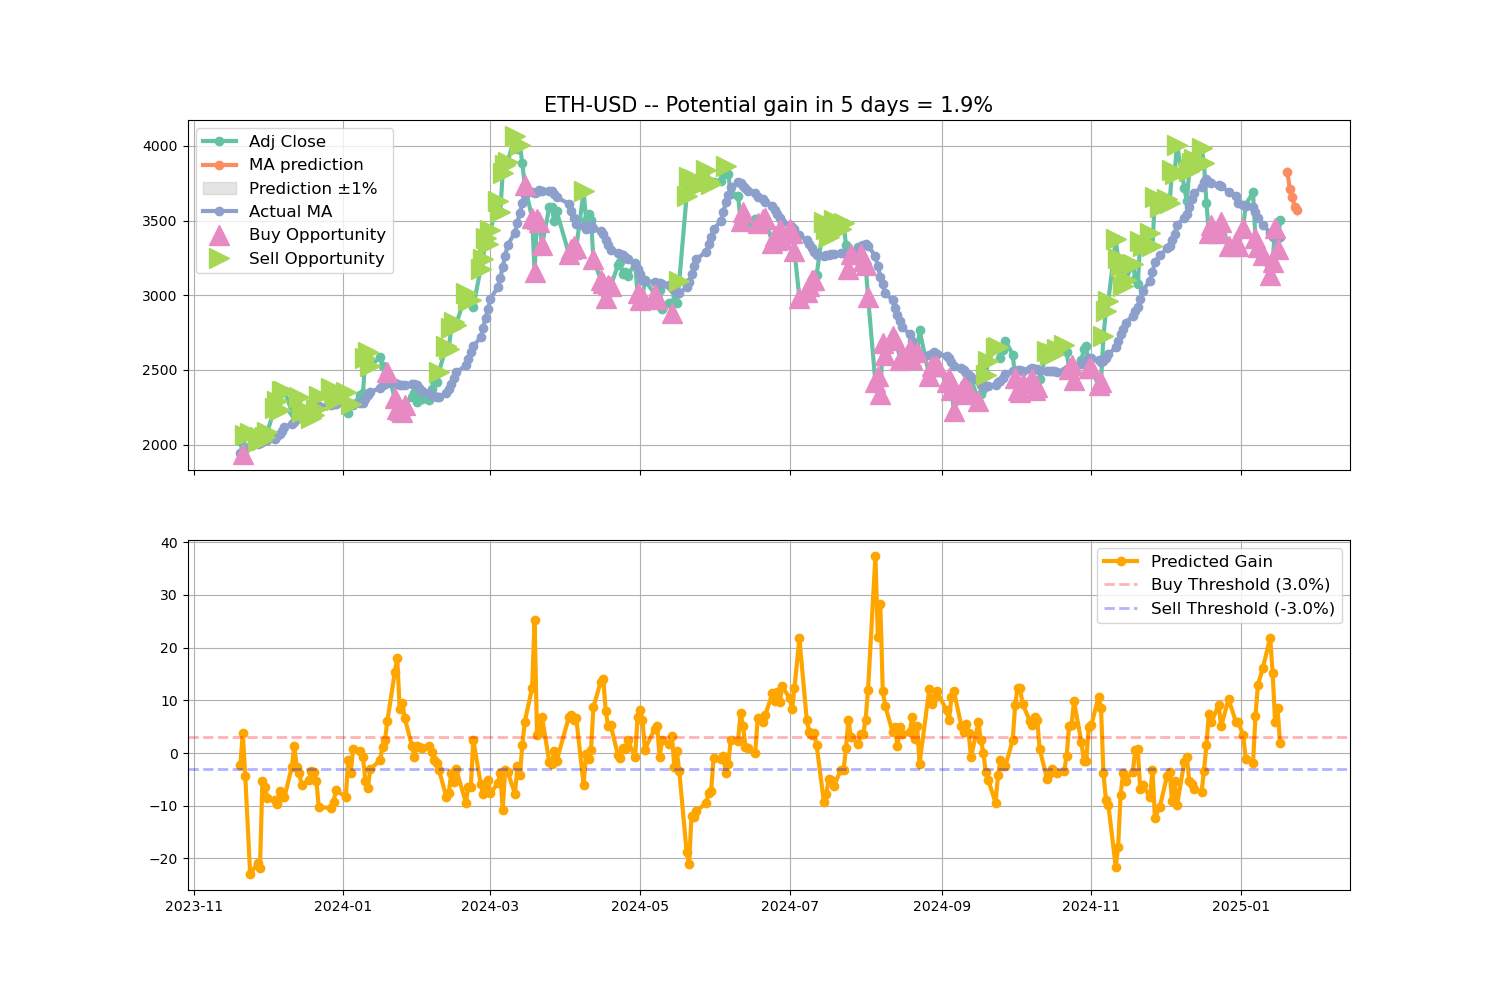 ETH-USD -- Potential gain in 5 days = 1.9%
Adj Close
MA prediction
Prediction ±1%
Actual MA
Buy Opportunity
Sell Opportunity
4000
3500
3000
2500
2000
40
30
20
10
0
−10
−20
Predicted Gain
Buy Threshold (3.0%)
Sell Threshold (-3.0%)
2023-11 2024-01 2024-03 2024-05 2024-07 2024-09 2024-11 2025-01